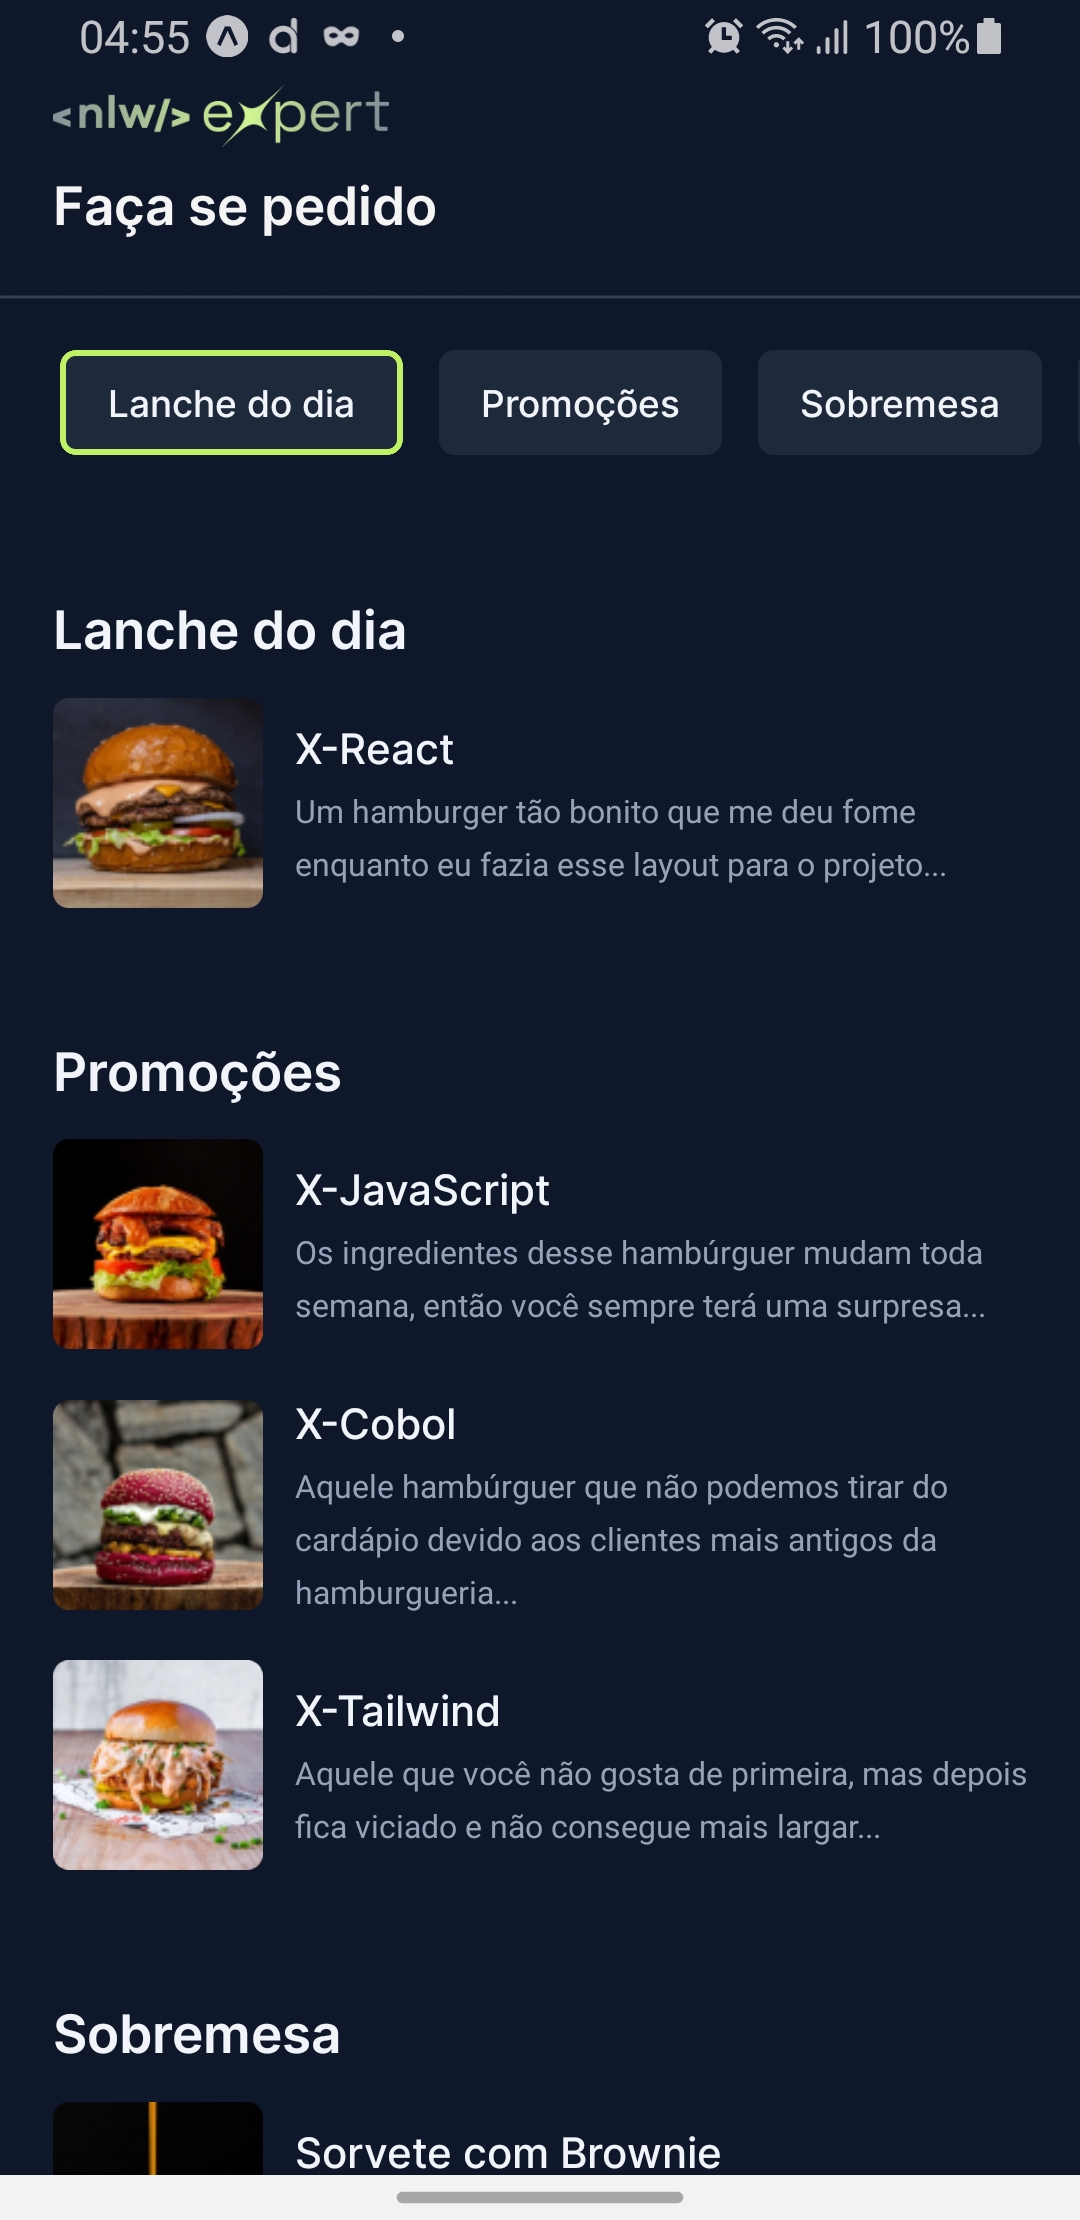 04:55 100%
<nlw/> expert
Faça se pedido
Lanche do dia Promoções Sobremesa
Lanche do dia
X-React
Um hamburger tão bonito que me deu fome
enquanto eu fazia esse layout para o projeto...
Promoções
X-JavaScript
Os ingredientes desse hambúrguer mudam toda
semana, então você sempre terá uma surpresa...
X-Cobol
Aquele hambúrguer que não podemos tirar do
cardápio devido aos clientes mais antigos da
hamburgueria...
X-Tailwind
Aquele que você não gosta de primeira, mas depois
fica viciado e não consegue mais largar...
Sobremesa
Sorvete com Brownie